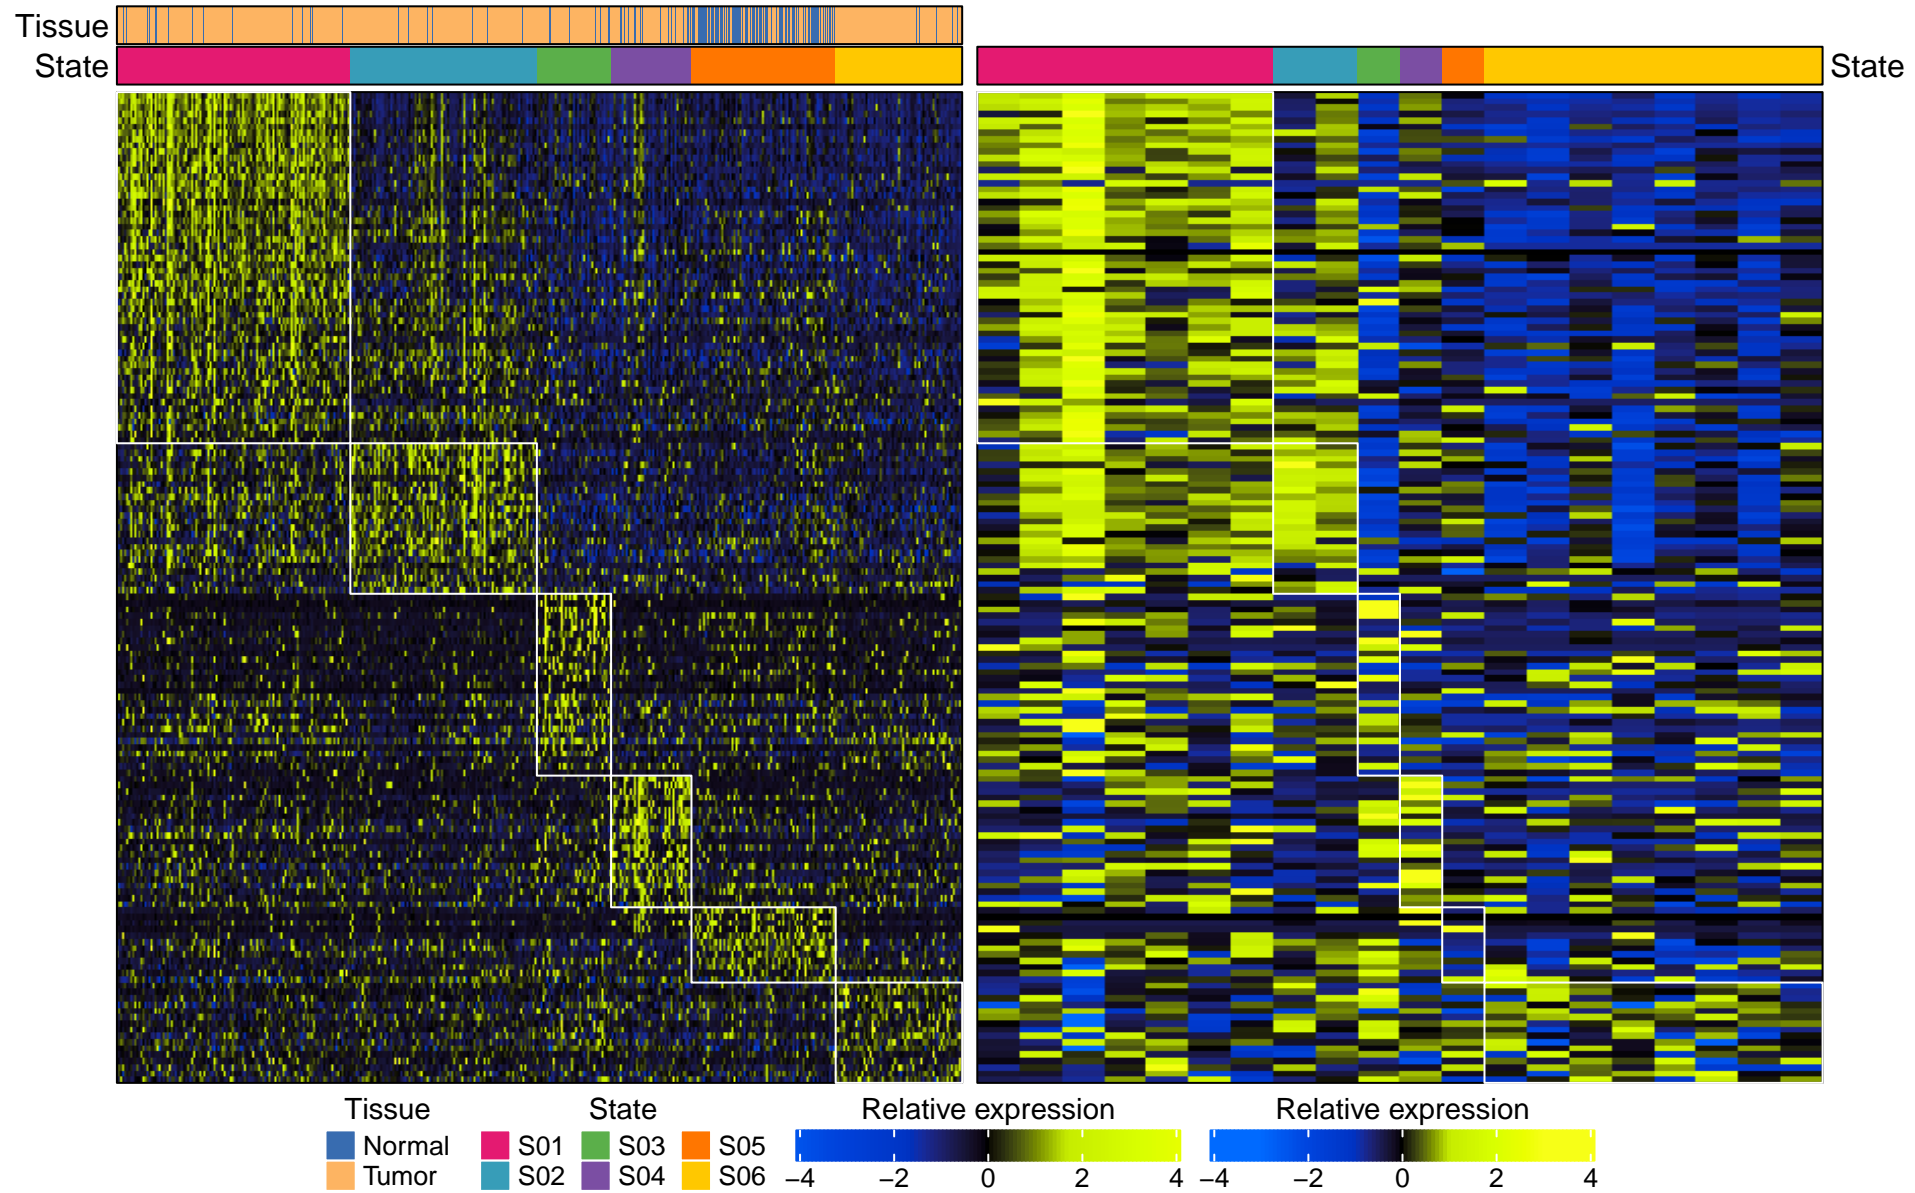 Tissue
State
State
Tissue State Relative expression Relative expression
Normal S01 S03 S05
Tumor S02 S04 S06
−4 −2 0 2 4 −4 −2 0 2 4